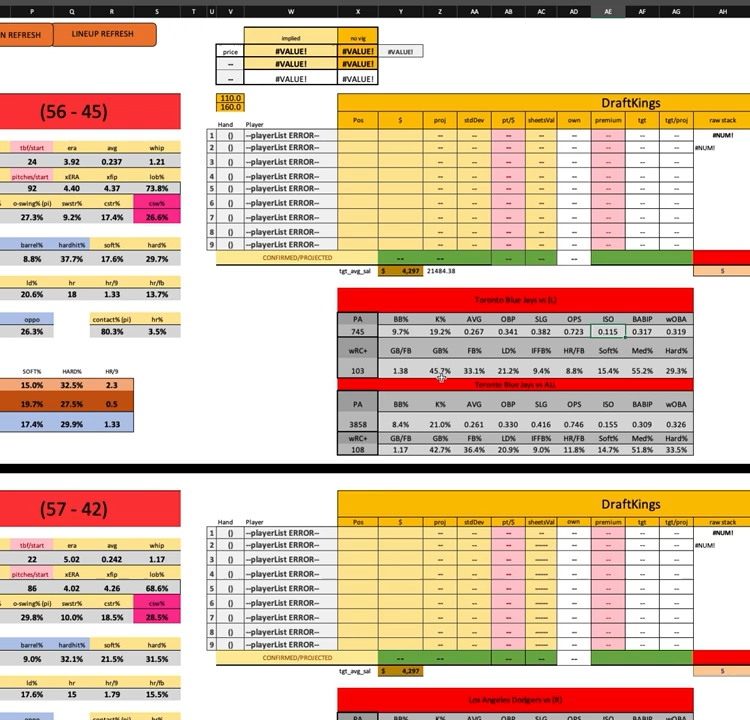 P Q R S T U V W X Y Z AA AB AC AD AE AF AG AH
N REFRESH LINEUP REFRESH
implied no vig
price #VALUE! #VALUE! #VALUE!
-- #VALUE! #VALUE!
-- #VALUE! #VALUE!
(56 - 45)
110.0
160.0
DraftKings
Hand Player Pos $ proj stdDev pt/$ sheetsVal own premium tgt tgt/proj raw stack
1 () --playerList ERROR-- -- -- -- -- -- -- -- -- #NUM!
2 () --playerList ERROR-- -- -- -- -- -- -- -- -- #NUM!
3 () --playerList ERROR-- -- -- -- -- -- -- -- --
4 () --playerList ERROR-- -- -- -- -- -- -- -- --
5 () --playerList ERROR-- -- -- -- -- -- -- -- --
6 () --playerList ERROR-- -- -- -- -- -- -- -- --
7 () --playerList ERROR-- -- -- -- -- -- -- -- --
8 () --playerList ERROR-- -- -- -- -- -- -- -- --
9 () --playerList ERROR-- -- -- -- -- -- -- -- --
CONFIRMED/PROJECTED -- -- -- -- --
tgt_avg_sal $ 4,297 21484.38 5
tbf/start era avg whip
24 3.92 0.237 1.21
pitches/start xERA xfip lob%
92 4.40 4.37 73.8%
o-swing% (pi) swstr% cstr% csw%
27.3% 9.2% 17.4% 26.6%
barrel% hardhit% soft% hard%
8.8% 37.7% 17.6% 29.7%
ld% hr hr/9 hr/fb
20.6% 18 1.33 13.7%
oppo contact% (pi) hr%
26.3% 80.3% 3.5%
SOFT% HARD% HR/9
15.0% 32.5% 2.3
19.7% 27.5% 0.5
17.4% 29.9% 1.33
Toronto Blue Jays vs (L)
PA BB% K% AVG OBP SLG OPS ISO BABIP wOBA
745 9.7% 19.2% 0.267 0.341 0.382 0.723 0.115 0.317 0.319
wRC+ GB/FB GB% FB% LD% IFFB% HR/FB Soft% Med% Hard%
103 1.38 45.7% 33.1% 21.2% 9.4% 8.8% 15.4% 55.2% 29.3%
Toronto Blue Jays vs ALL
PA BB% K% AVG OBP SLG OPS ISO BABIP wOBA
3858 8.4% 21.0% 0.261 0.330 0.416 0.746 0.155 0.309 0.326
wRC+ GB/FB GB% FB% LD% IFFB% HR/FB Soft% Med% Hard%
108 1.17 42.7% 36.4% 20.9% 9.0% 11.8% 14.7% 51.8% 33.5%
(57 - 42)
DraftKings
Hand Player Pos $ proj stdDev pt/$ sheetsVal own premium tgt tgt/proj raw stack
1 () --playerList ERROR-- -- -- -- -- -- -- -- -- #NUM!
2 () --playerList ERROR-- -- -- -- ---- -- -- -- -- #NUM!
3 () --playerList ERROR-- -- -- -- ---- -- -- -- --
4 () --playerList ERROR-- -- -- -- ---- -- -- -- --
5 () --playerList ERROR-- -- -- -- ---- -- -- -- --
6 () --playerList ERROR-- -- -- -- ---- -- -- -- --
7 () --playerList ERROR-- -- -- -- ---- -- -- -- --
8 () --playerList ERROR-- -- -- -- ---- -- -- -- --
9 () --playerList ERROR-- -- -- -- ---- -- -- -- --
CONFIRMED/PROJECTED -- -- -- -- --
tgt_avg_sal $ 4,297 5
tbf/start era avg whip
22 5.02 0.242 1.17
pitches/start xERA xfip lob%
86 4.02 4.26 68.6%
o-swing% (pi) swstr% cstr% csw%
29.8% 10.0% 18.5% 28.5%
barrel% hardhit% soft% hard%
9.0% 32.1% 21.5% 31.5%
ld% hr hr/9 hr/fb
17.6% 15 1.79 15.5%
oppo contact% (pi) hr%
Los Angeles Dodgers vs (R)
PA BB% K% AVG OBP SLG OPS ISO BABIP wOBA